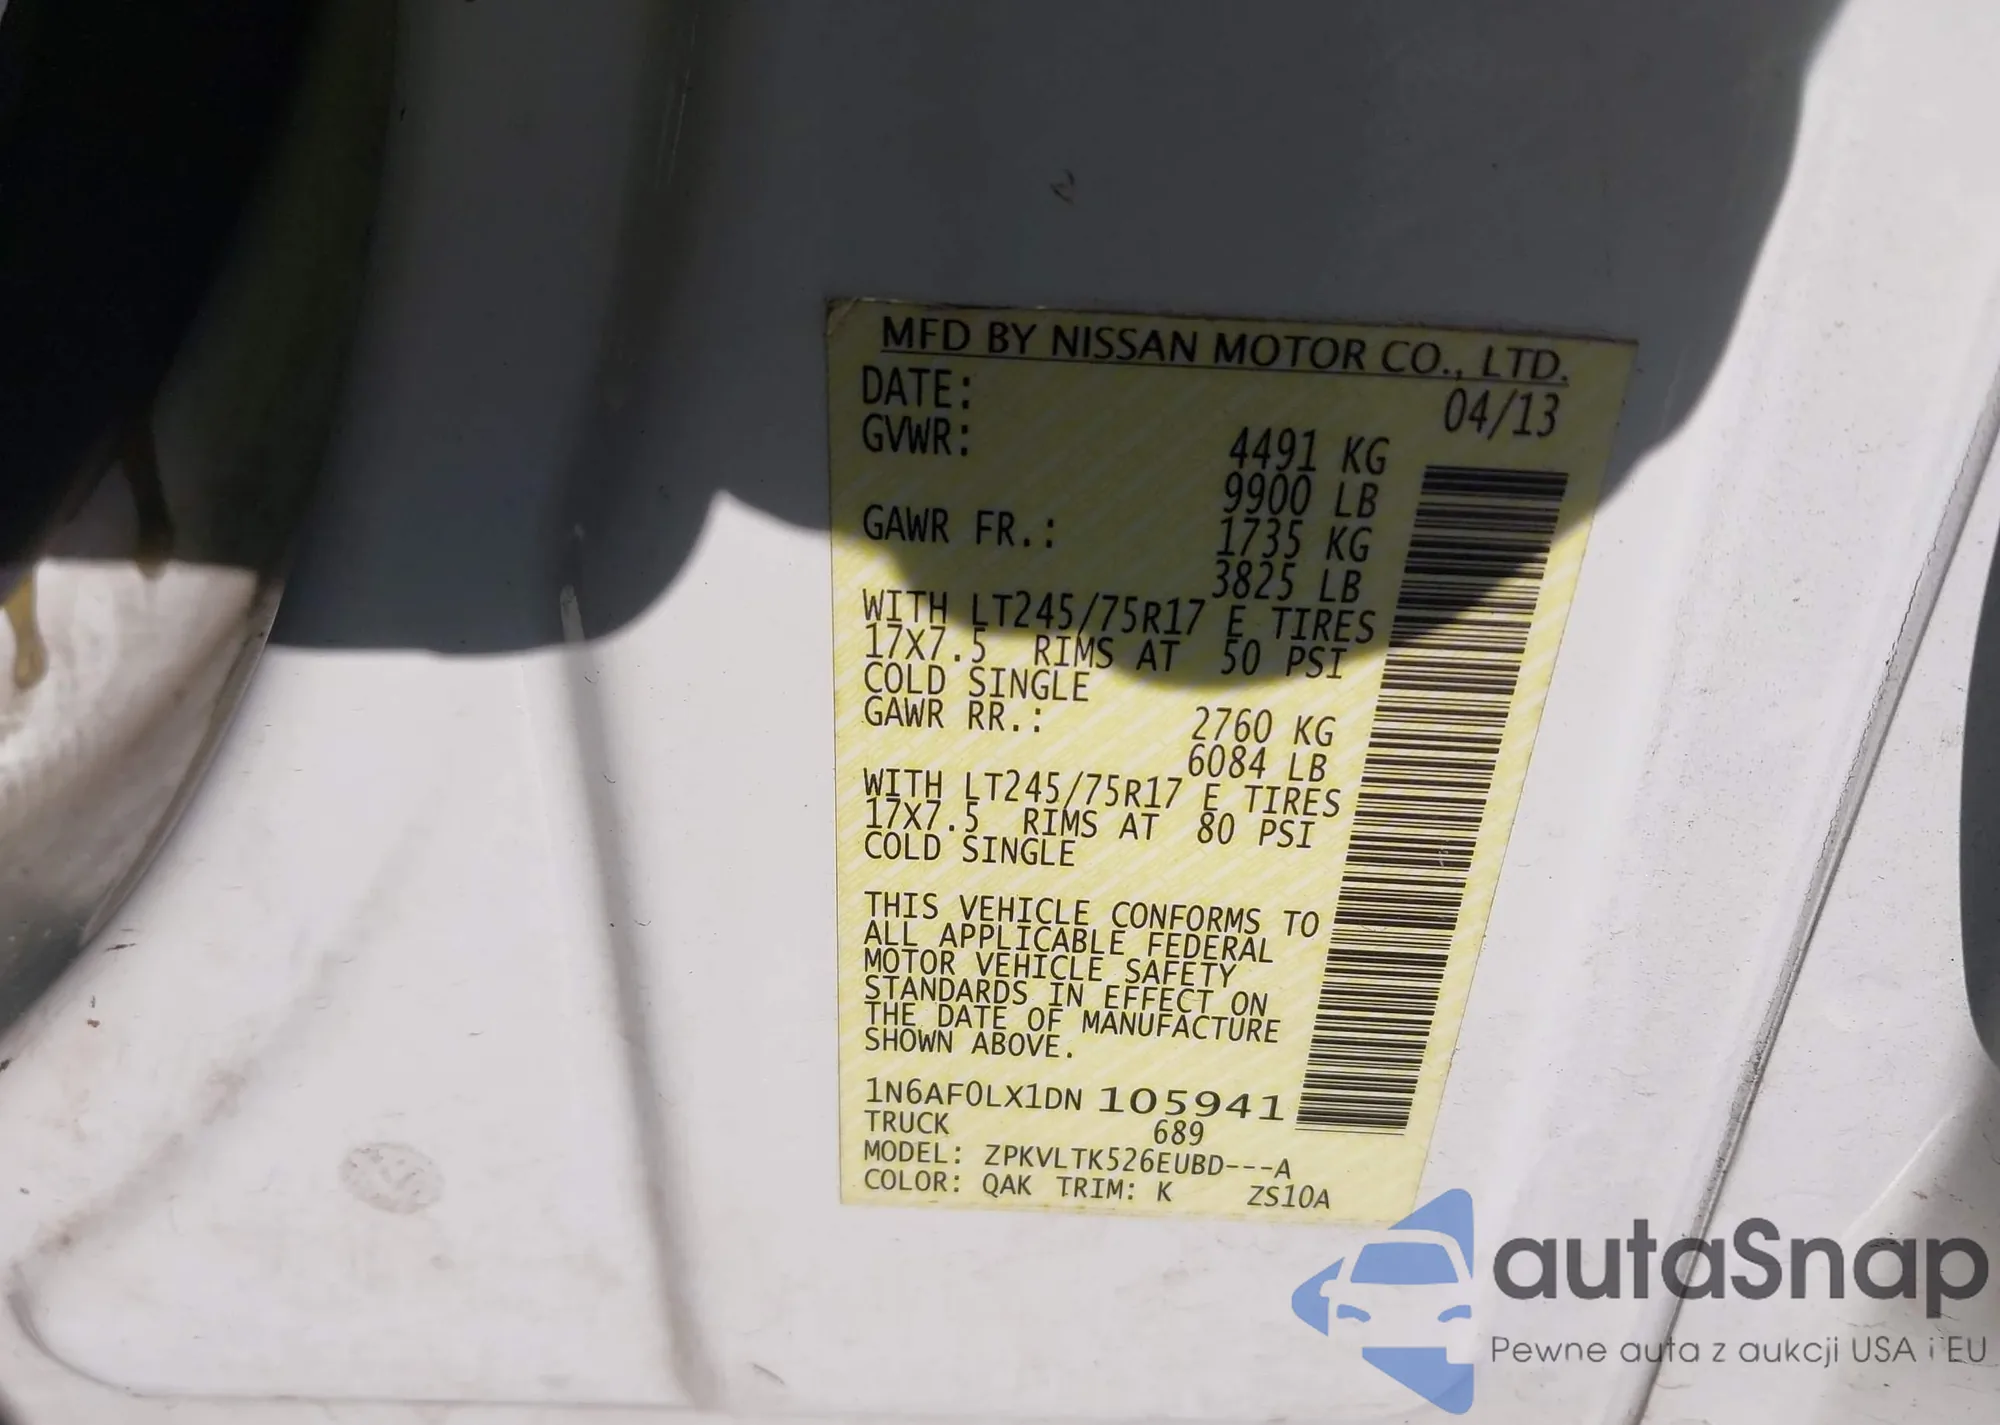 MFD BY NISSAN MOTOR CO., LTD.
DATE: 04/13
GVWR: 4491 KG
9900 LB
GAWR FR.: 1735 KG
3825 LB
WITH LT245/75R17 E TIRES
17X7.5 RIMS AT 50 PSI
COLD SINGLE
GAWR RR.: 2760 KG
6084 LB
WITH LT245/75R17 E TIRES
17X7.5 RIMS AT 80 PSI
COLD SINGLE
THIS VEHICLE CONFORMS TO
ALL APPLICABLE FEDERAL
MOTOR VEHICLE SAFETY
STANDARDS IN EFFECT ON
THE DATE OF MANUFACTURE
SHOWN ABOVE.
1N6AF0LX1DN 105941
TRUCK 689
MODEL: ZPKVLTK526EUBD---A
COLOR: QAK TRIM: K ZS10A
autaSnap
Pewne auta z aukcji USA i EU